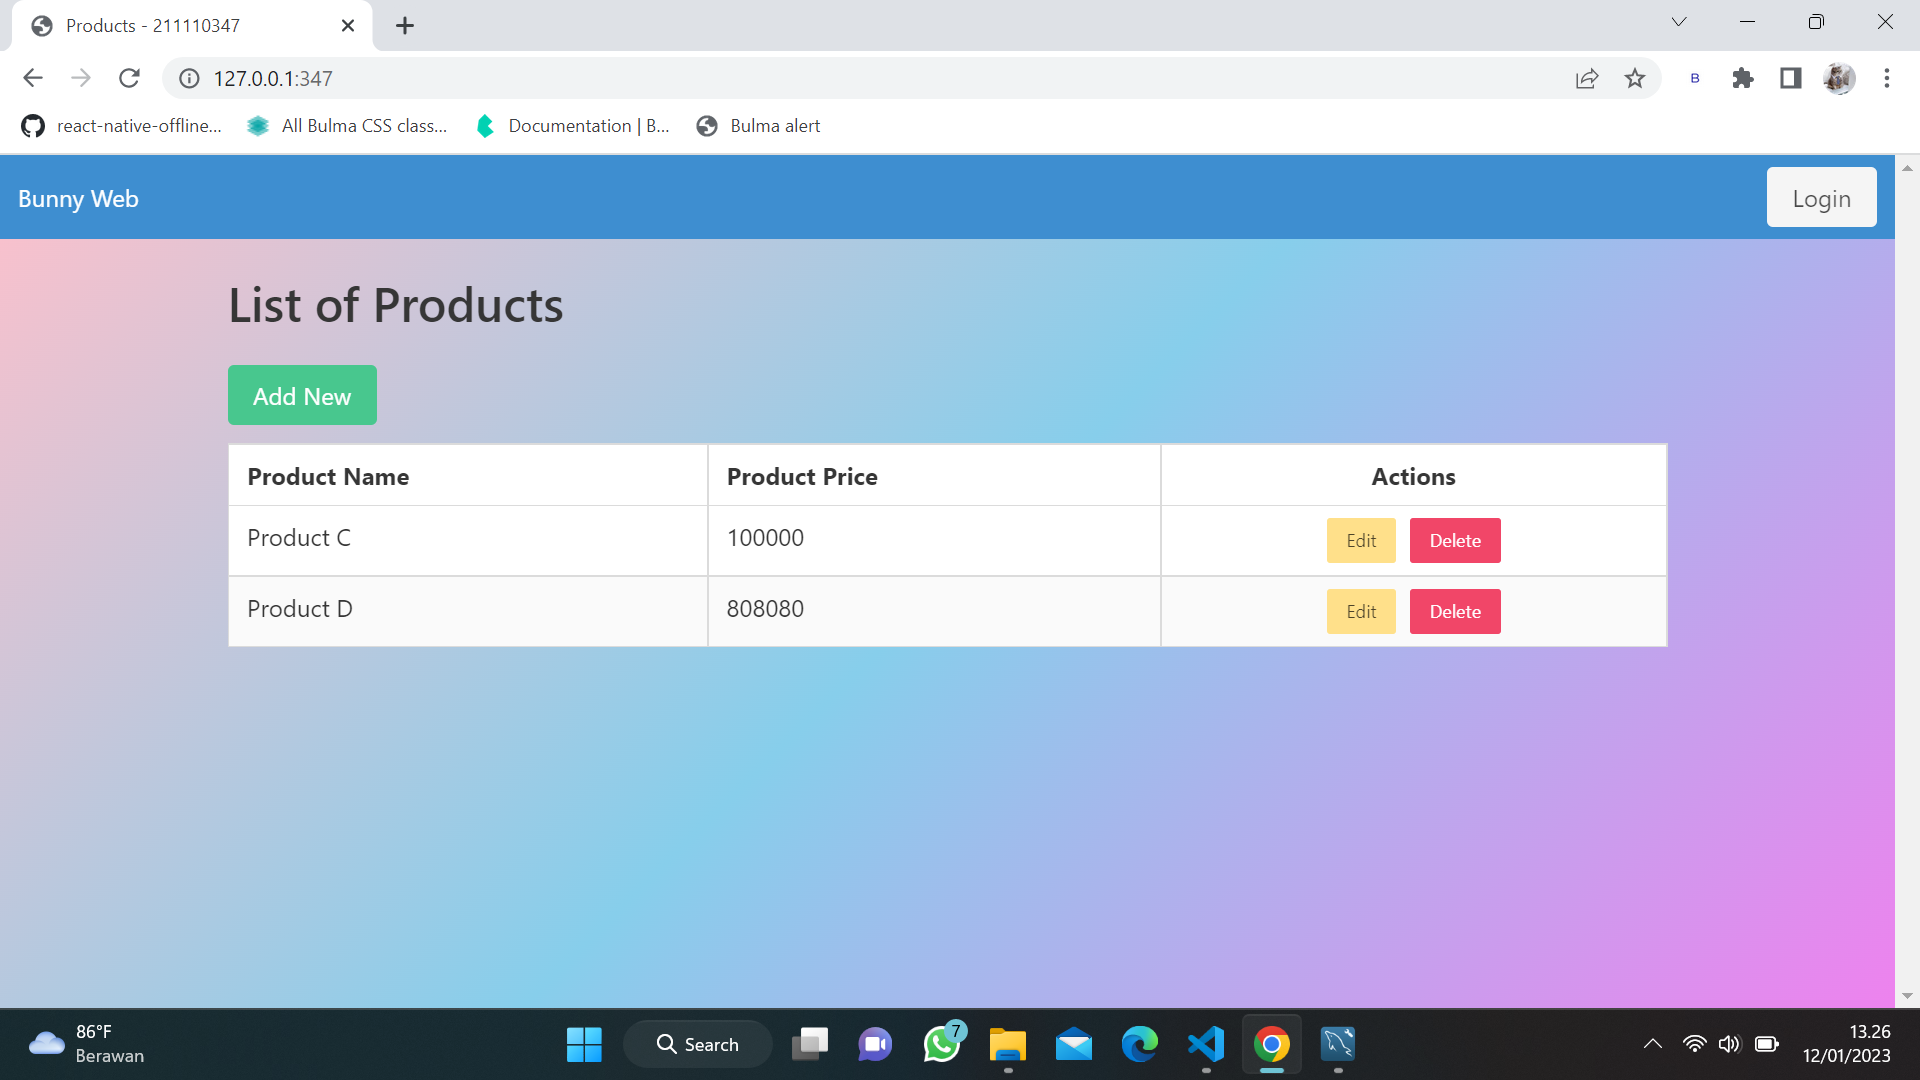 Products - 211110347
127.0.0.1:347
B
react-native-offline...
All Bulma CSS class...
Documentation | B...
Bulma alert
Bunny Web
Login
List of Products
Add New
Product Name Product Price Actions
Product C 100000 Edit Delete
Product D 808080 Edit Delete
86°F
Berawan
Search
7
13.26
12/01/2023